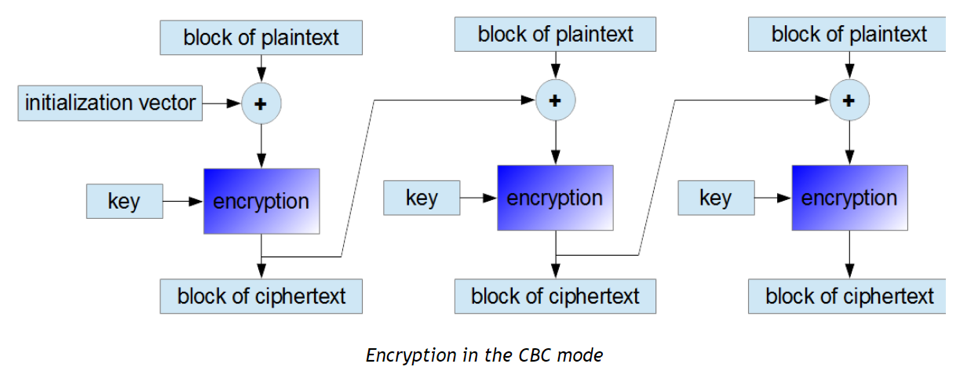 block of plaintext
block of plaintext
block of plaintext
initialization vector
+
+
+
key
encryption
key
encryption
key
encryption
block of ciphertext
block of ciphertext
block of ciphertext
Encryption in the CBC mode